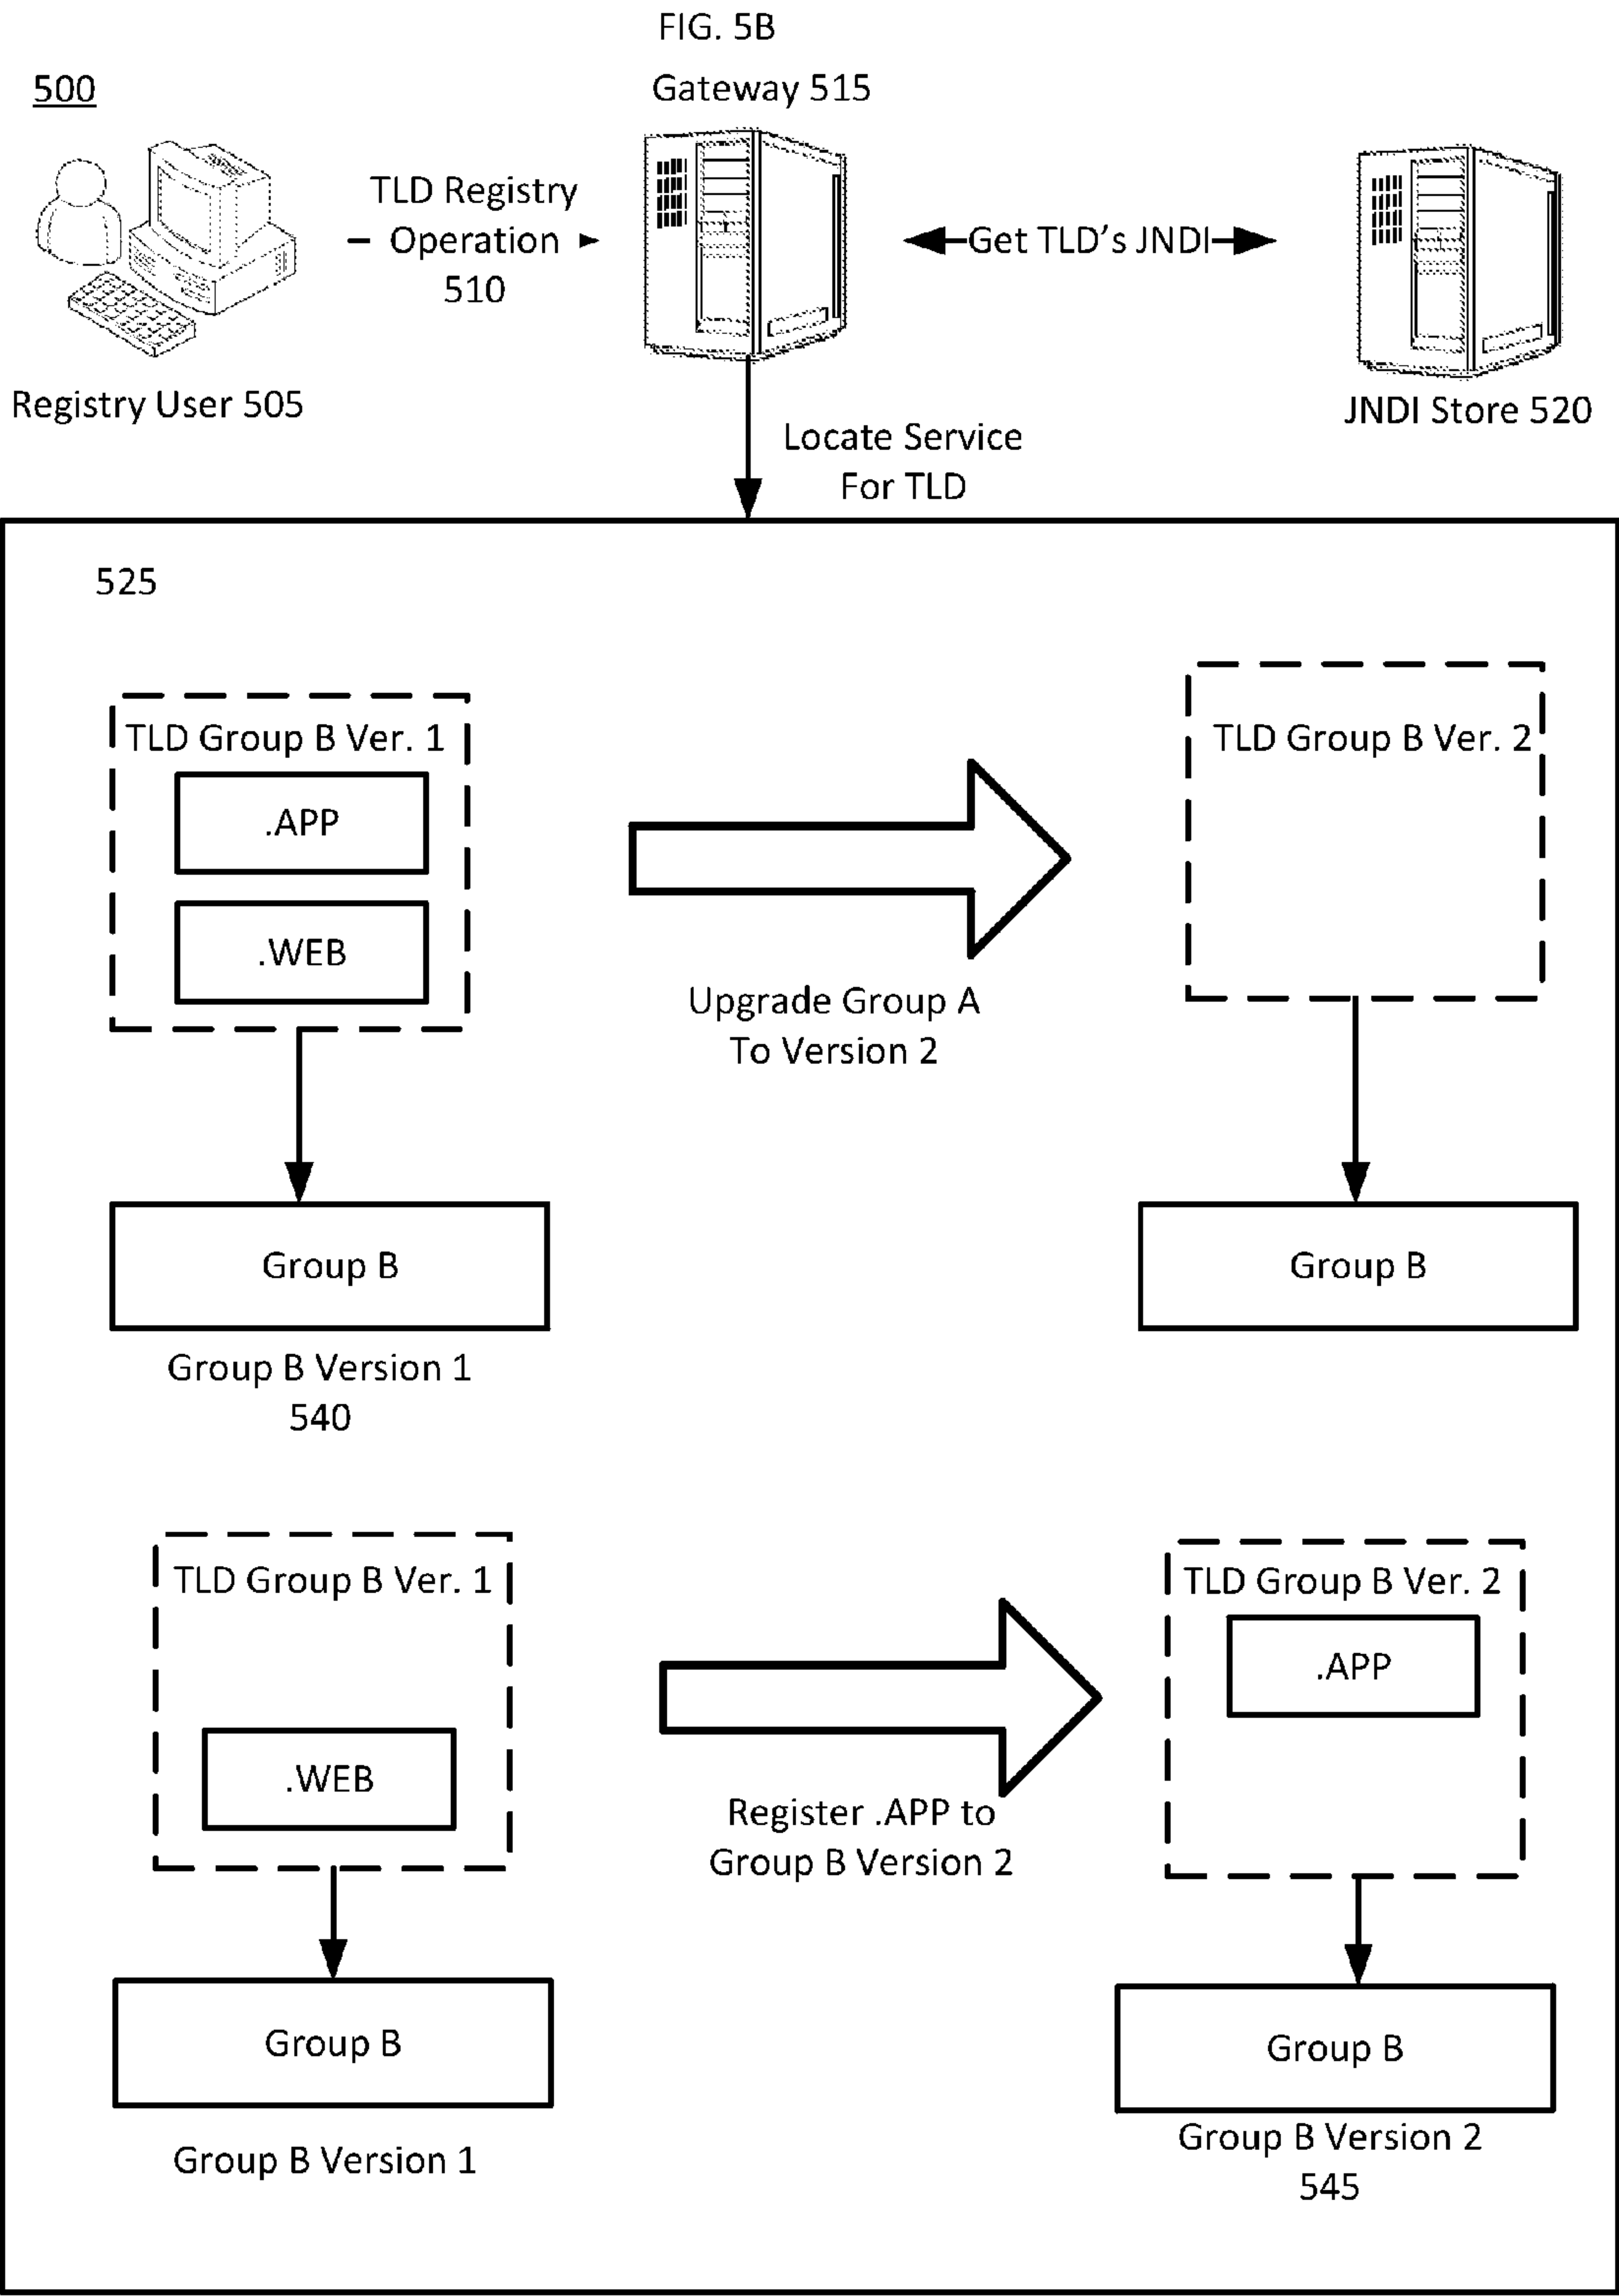 FIG. 5B
500
Gateway 515
TLD Registry
Operation
510
Get TLD's JNDI
Registry User 505
JNDI Store 520
Locate Service
For TLD
525
TLD Group B Ver. 1
.APP
.WEB
Upgrade Group A
To Version 2
TLD Group B Ver. 2
Group B
Group B Version 1
540
Group B
TLD Group B Ver. 1
.WEB
Register .APP to
Group B Version 2
TLD Group B Ver. 2
.APP
Group B
Group B Version 1
Group B
Group B Version 2
545